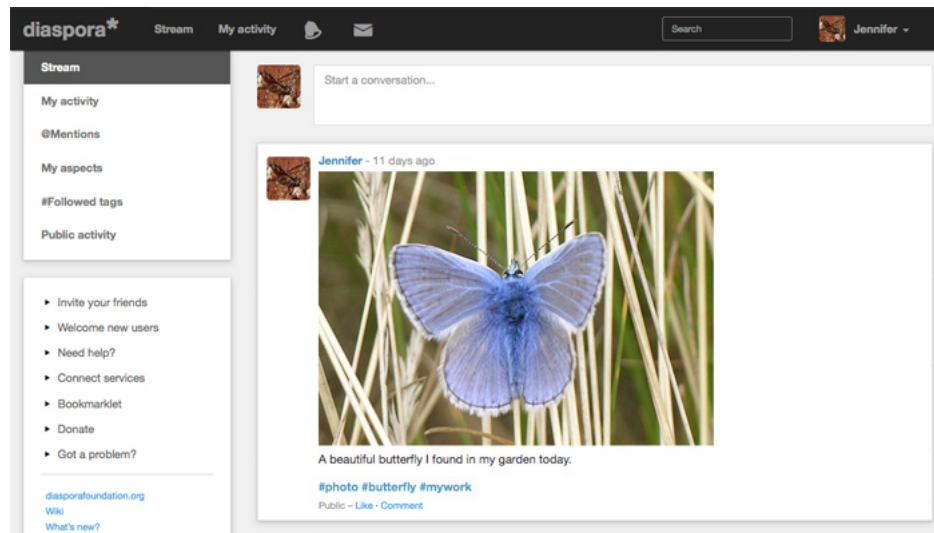 diaspora* Stream My activity Search Jennifer
Stream
My activity
@Mentions
My aspects
#Followed tags
Public activity
Invite your friends
Welcome new users
Need help?
Connect services
Bookmarklet
Donate
Got a problem?
diasporafoundation.org
Wiki
What's new?
Start a conversation...
Jennifer - 11 days ago
A beautiful butterfly I found in my garden today.
#photo #butterfly #mywork
Public – Like · Comment